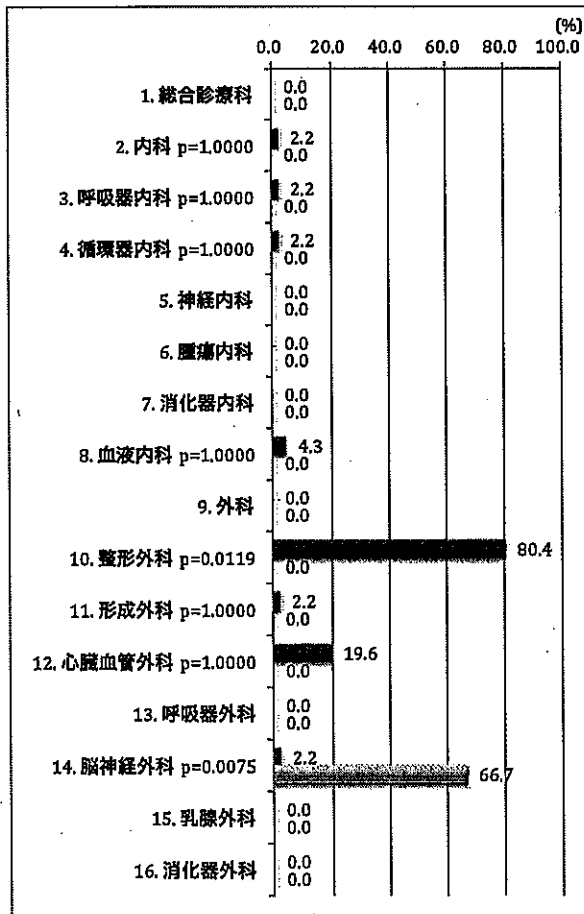 (%)
0.0 20.0 40.0 60.0 80.0 100.0
1. 総合診療科 0.0
0.0
2. 内科 p=1.0000 2.2
0.0
3. 呼吸器内科 p=1.0000 2.2
0.0
4. 循環器内科 p=1.0000 2.2
0.0
5. 神経内科 0.0
0.0
6. 腫瘍内科 0.0
0.0
7. 消化器内科 0.0
0.0
8. 血液内科 p=1.0000 4.3
0.0
9. 外科 0.0
0.0
10. 整形外科 p=0.0119 80.4
0.0
11. 形成外科 p=1.0000 2.2
0.0
12. 心臓血管外科 p=1.0000 19.6
0.0
13. 呼吸器外科 0.0
0.0
14. 脳神経外科 p=0.0075 2.2
66.7
15. 乳腺外科 0.0
0.0
16. 消化器外科 0.0
0.0